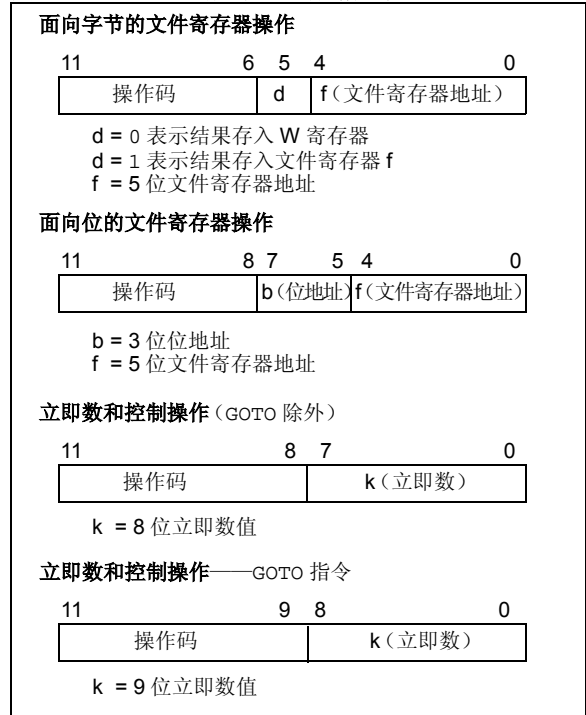 面向字节的文件寄存器操作
11 6 5 4 0
操作码 d f（文件寄存器地址）
d = 0 表示结果存入 W 寄存器
d = 1 表示结果存入文件寄存器 f
f = 5 位文件寄存器地址
面向位的文件寄存器操作
11 8 7 5 4 0
操作码 b（位地址） f（文件寄存器地址）
b = 3 位位地址
f = 5 位文件寄存器地址
立即数和控制操作（GOTO 除外）
11 8 7 0
操作码 k（立即数）
k = 8 位立即数值
立即数和控制操作——GOTO 指令
11 9 8 0
操作码 k（立即数）
k = 9 位立即数值